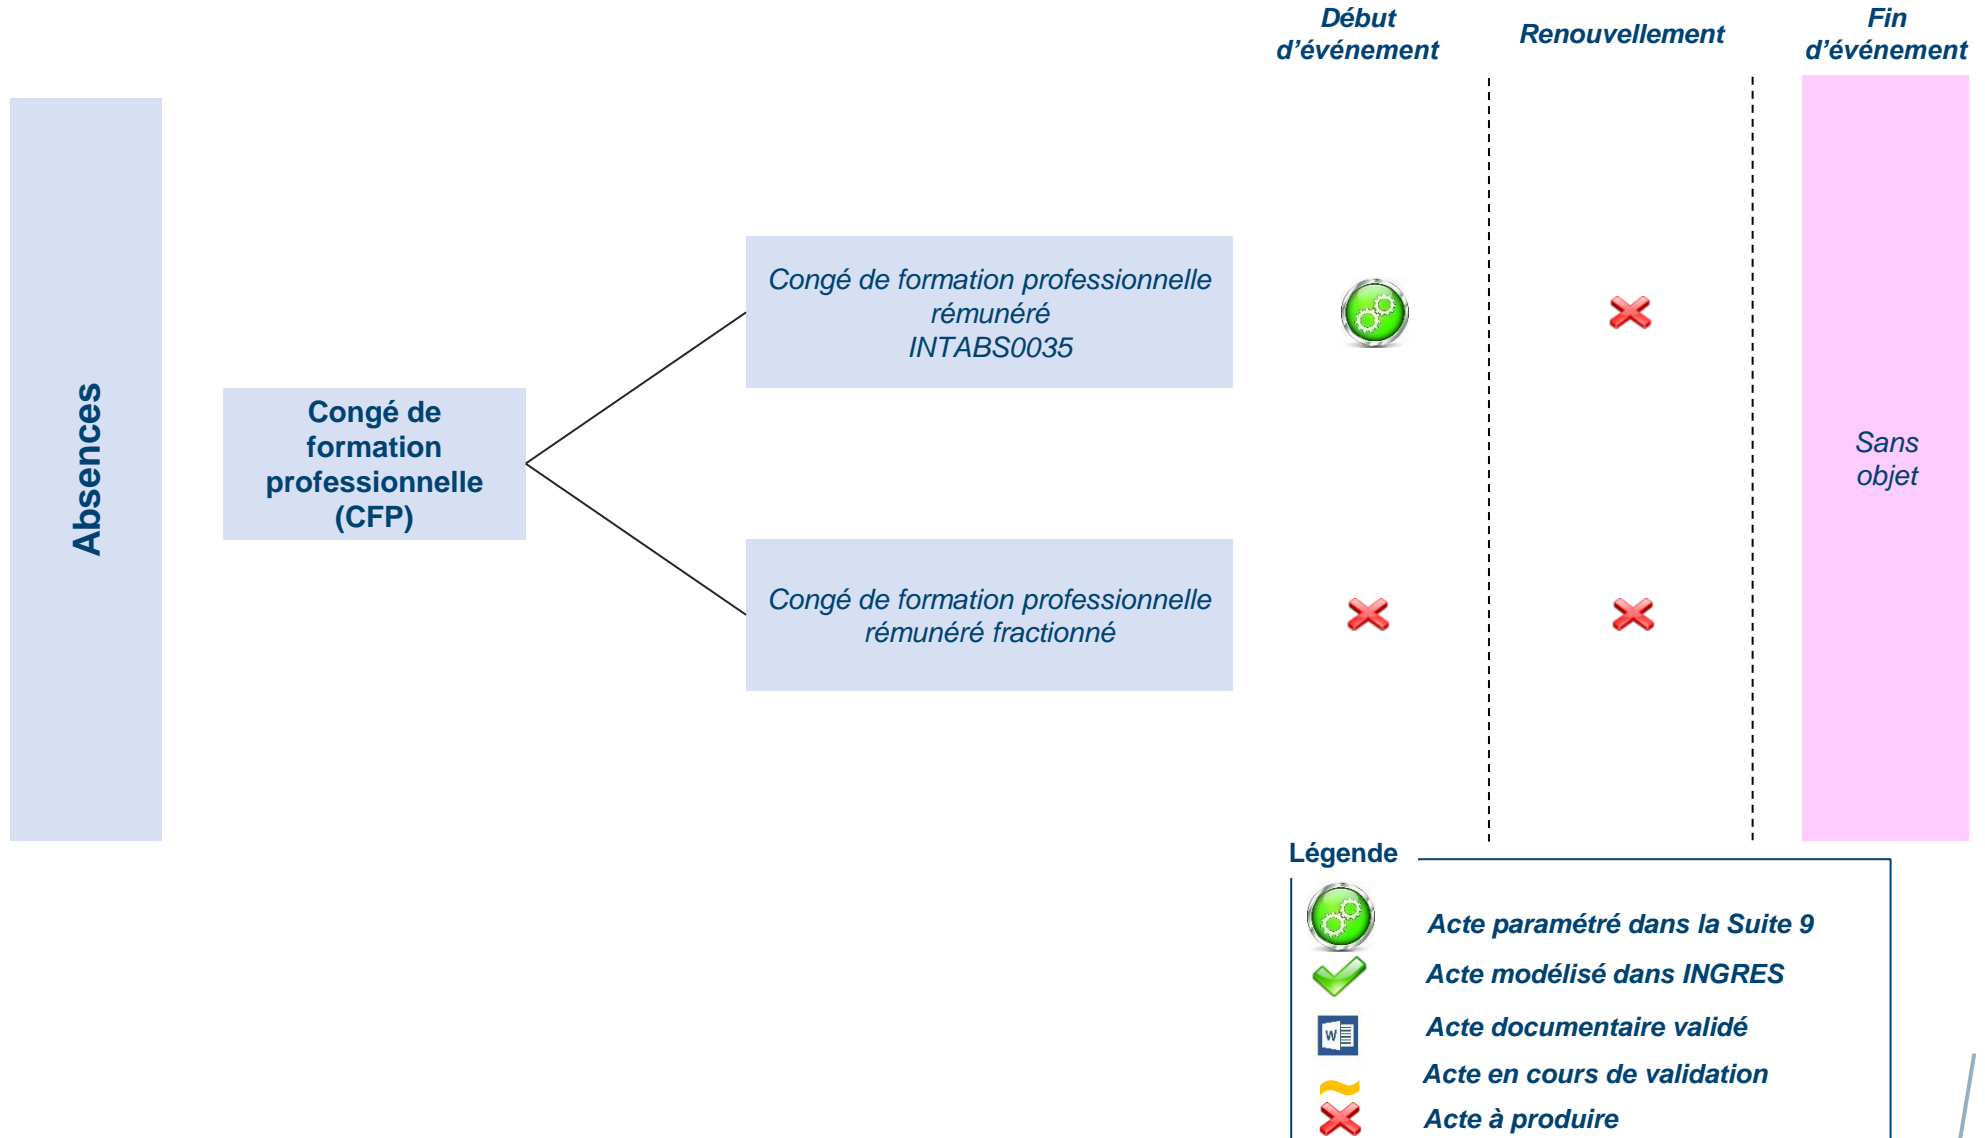 Début
d'événement
Renouvellement
Fin
d'événement
Absences
Congé de
formation
professionnelle
(CFP)
Congé de formation professionnelle
rémunéré
INTABS0035
Congé de formation professionnelle
rémunéré fractionné
Sans
objet
Légende
Acte paramétré dans la Suite 9
Acte modélisé dans INGRES
W
Acte documentaire validé
Acte en cours de validation
Acte à produire